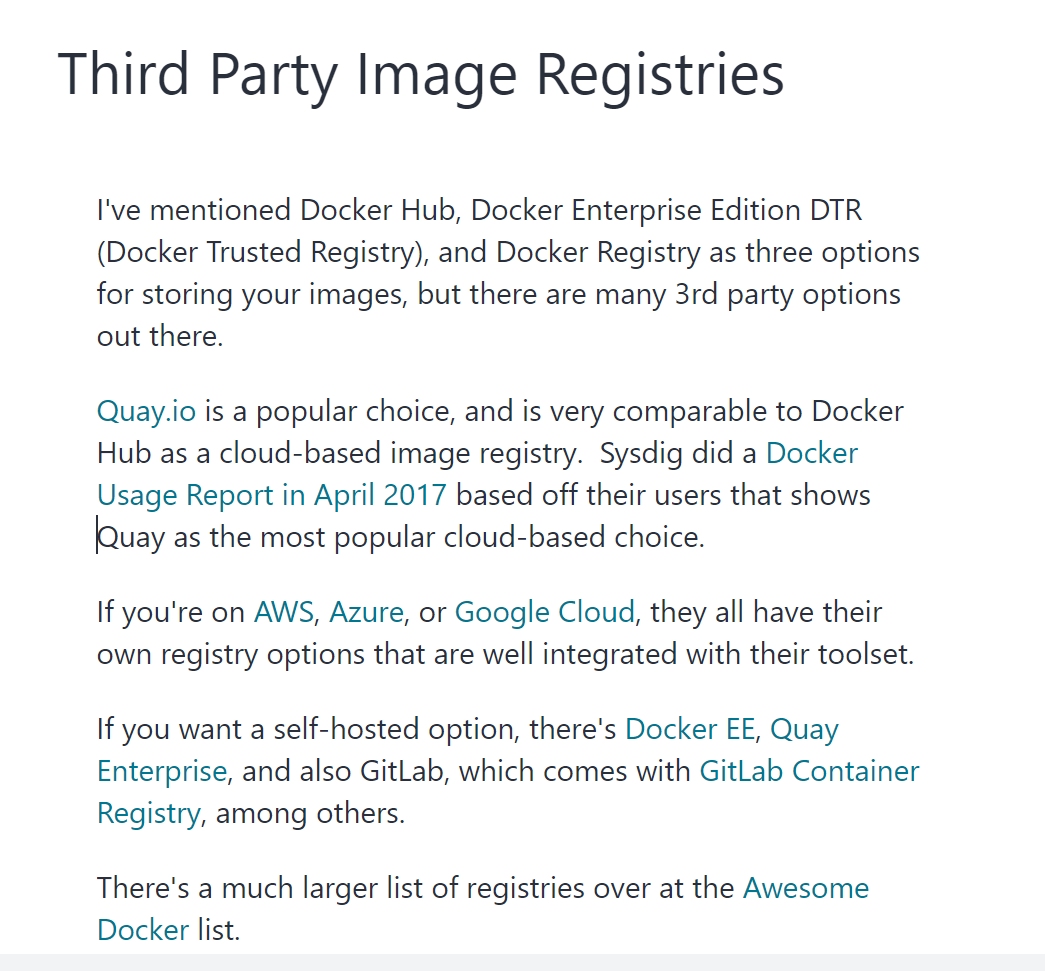 Third Party Image Registries
I've mentioned Docker Hub, Docker Enterprise Edition DTR
(Docker Trusted Registry), and Docker Registry as three options
for storing your images, but there are many 3rd party options
out there.
Quay.io is a popular choice, and is very comparable to Docker
Hub as a cloud-based image registry.  Sysdig did a Docker
Usage Report in April 2017 based off their users that shows
Quay as the most popular cloud-based choice.
If you're on AWS, Azure, or Google Cloud, they all have their
own registry options that are well integrated with their toolset.
If you want a self-hosted option, there's Docker EE, Quay
Enterprise, and also GitLab, which comes with GitLab Container
Registry, among others.
There's a much larger list of registries over at the Awesome
Docker list.